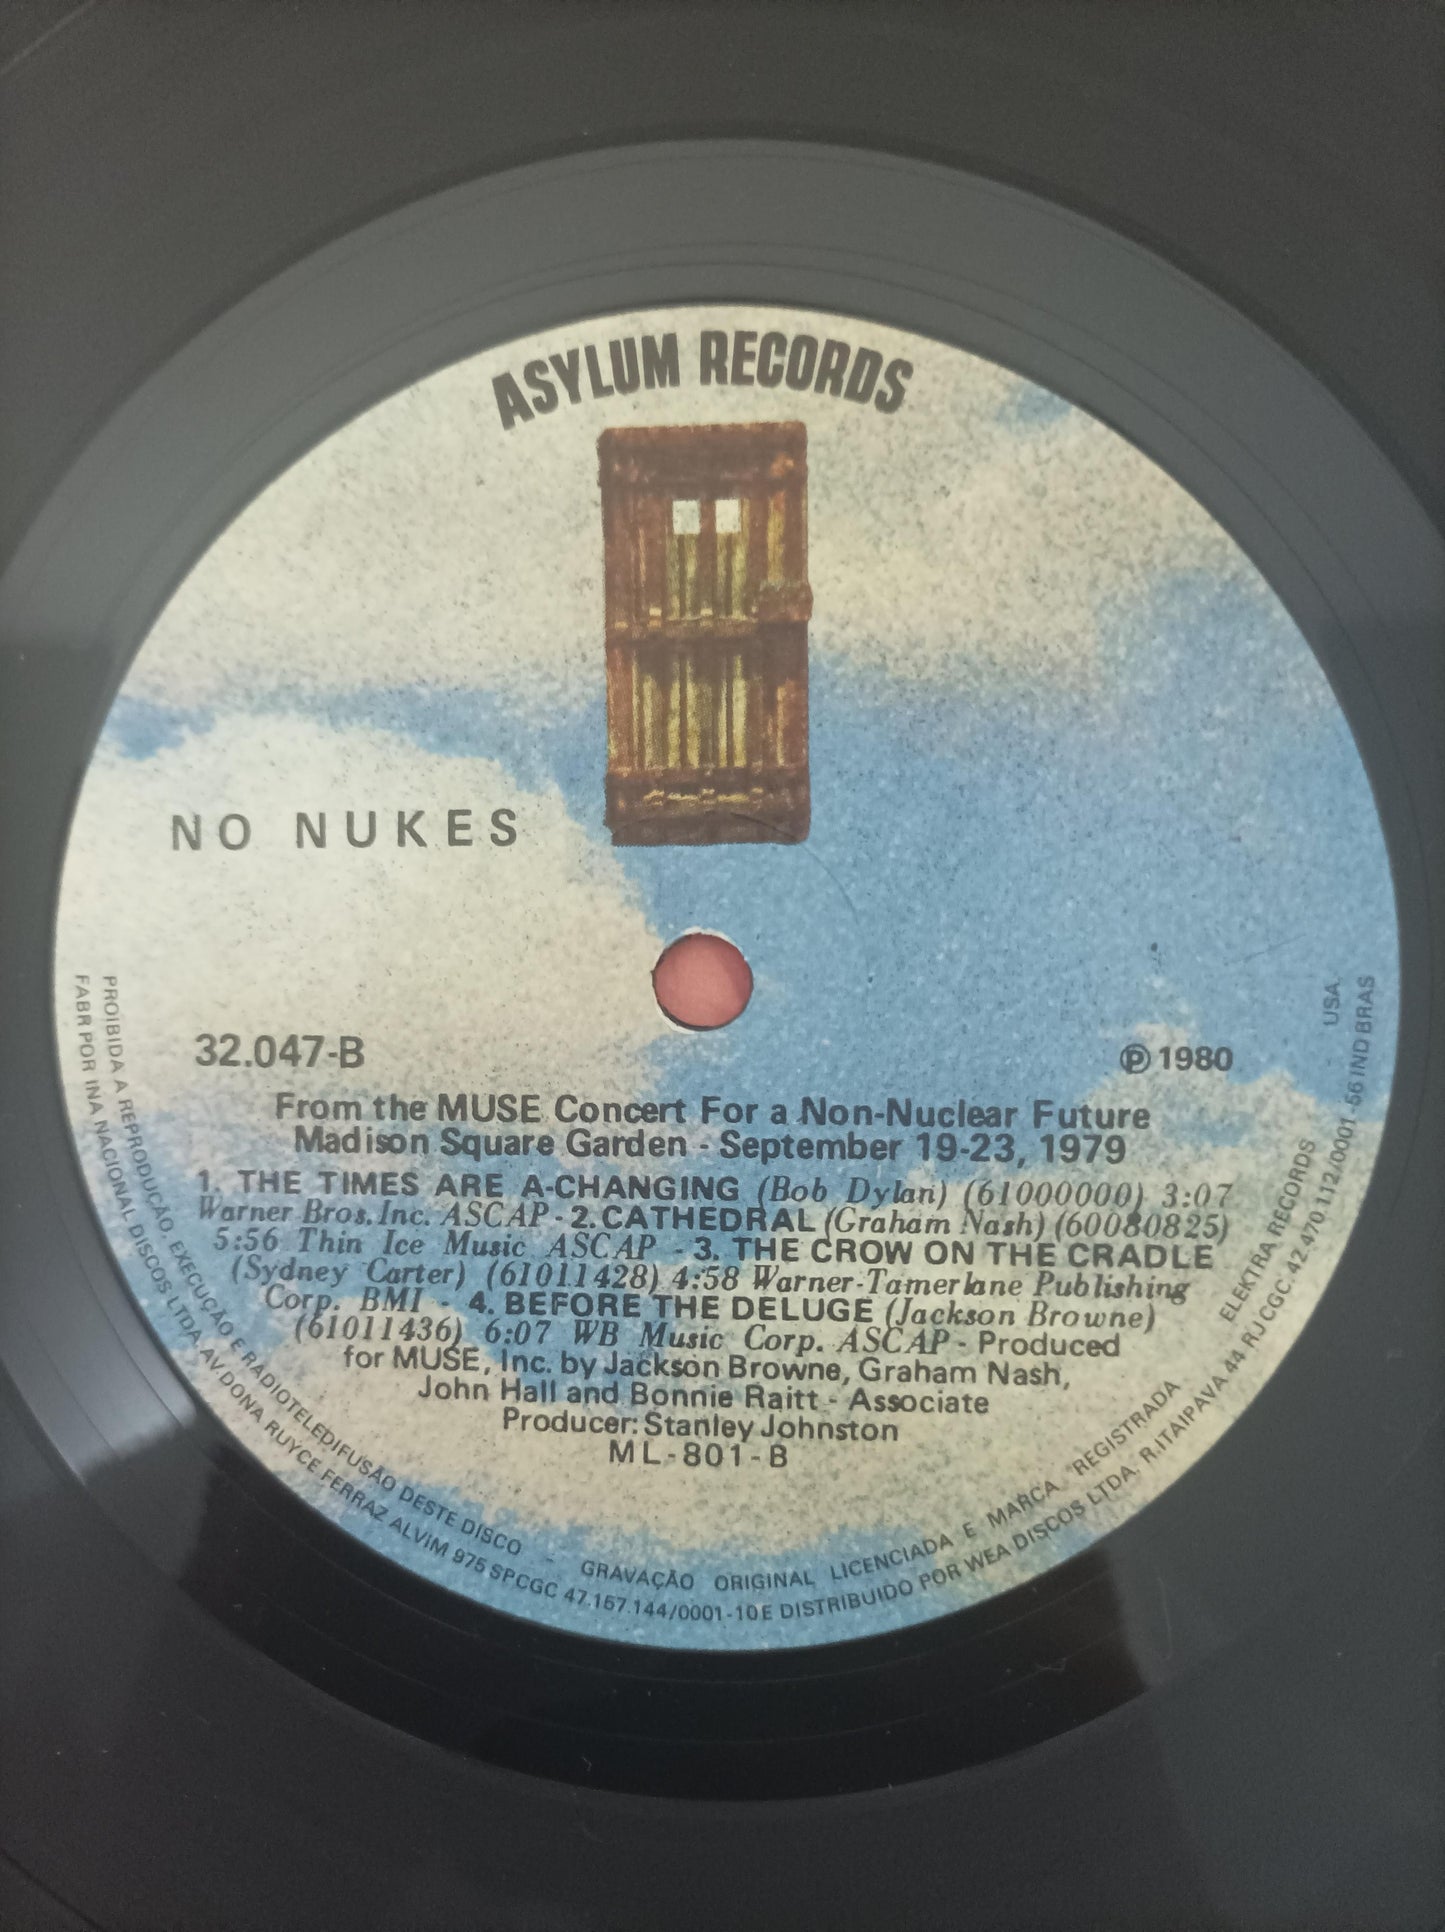 ASYLUM RECORDS
NO NUKES
32.047-B
Ⓟ 1980
From the MUSE Concert For a Non-Nuclear Future
Madison Square Garden - September 19-23, 1979
1. THE TIMES ARE A-CHANGING (Bob Dylan) (61000000) 3:07
Warner Bros. Inc. ASCAP - 2. CATHEDRAL (Graham Nash) (60080825)
5:56 Thin Ice Music ASCAP - 3. THE CROW ON THE CRADLE
(Sydney Carter) (61011428) 4:58 Warner-Tamerlane Publishing
Corp. BMI - 4. BEFORE THE DELUGE (Jackson Browne)
(61011436) 6:07 WB Music Corp. ASCAP - Produced
for MUSE, Inc. by Jackson Browne, Graham Nash,
John Hall and Bonnie Raitt - Associate
Producer: Stanley Johnston
ML-801-B
PROIBIDA A REPRODUÇÃO, EXECUÇÃO E RADIOTELEDIFUSÃO DESTE DISCO - GRAVAÇÃO ORIGINAL LICENCIADA E MARCA REGISTRADA ELEKTRA RECORDS - USA.
FABR POR INA NACIONAL DISCOS LTDA. AV. DONA RUYCE FERRAZ ALVIM 975 SP CGC 47.157.144/0001-10 E DISTRIBUIDO POR WEA DISCOS LTDA. R. ITAIPAVA 44 RJ CGC. 42.470.112/0001-56 IND BRAS